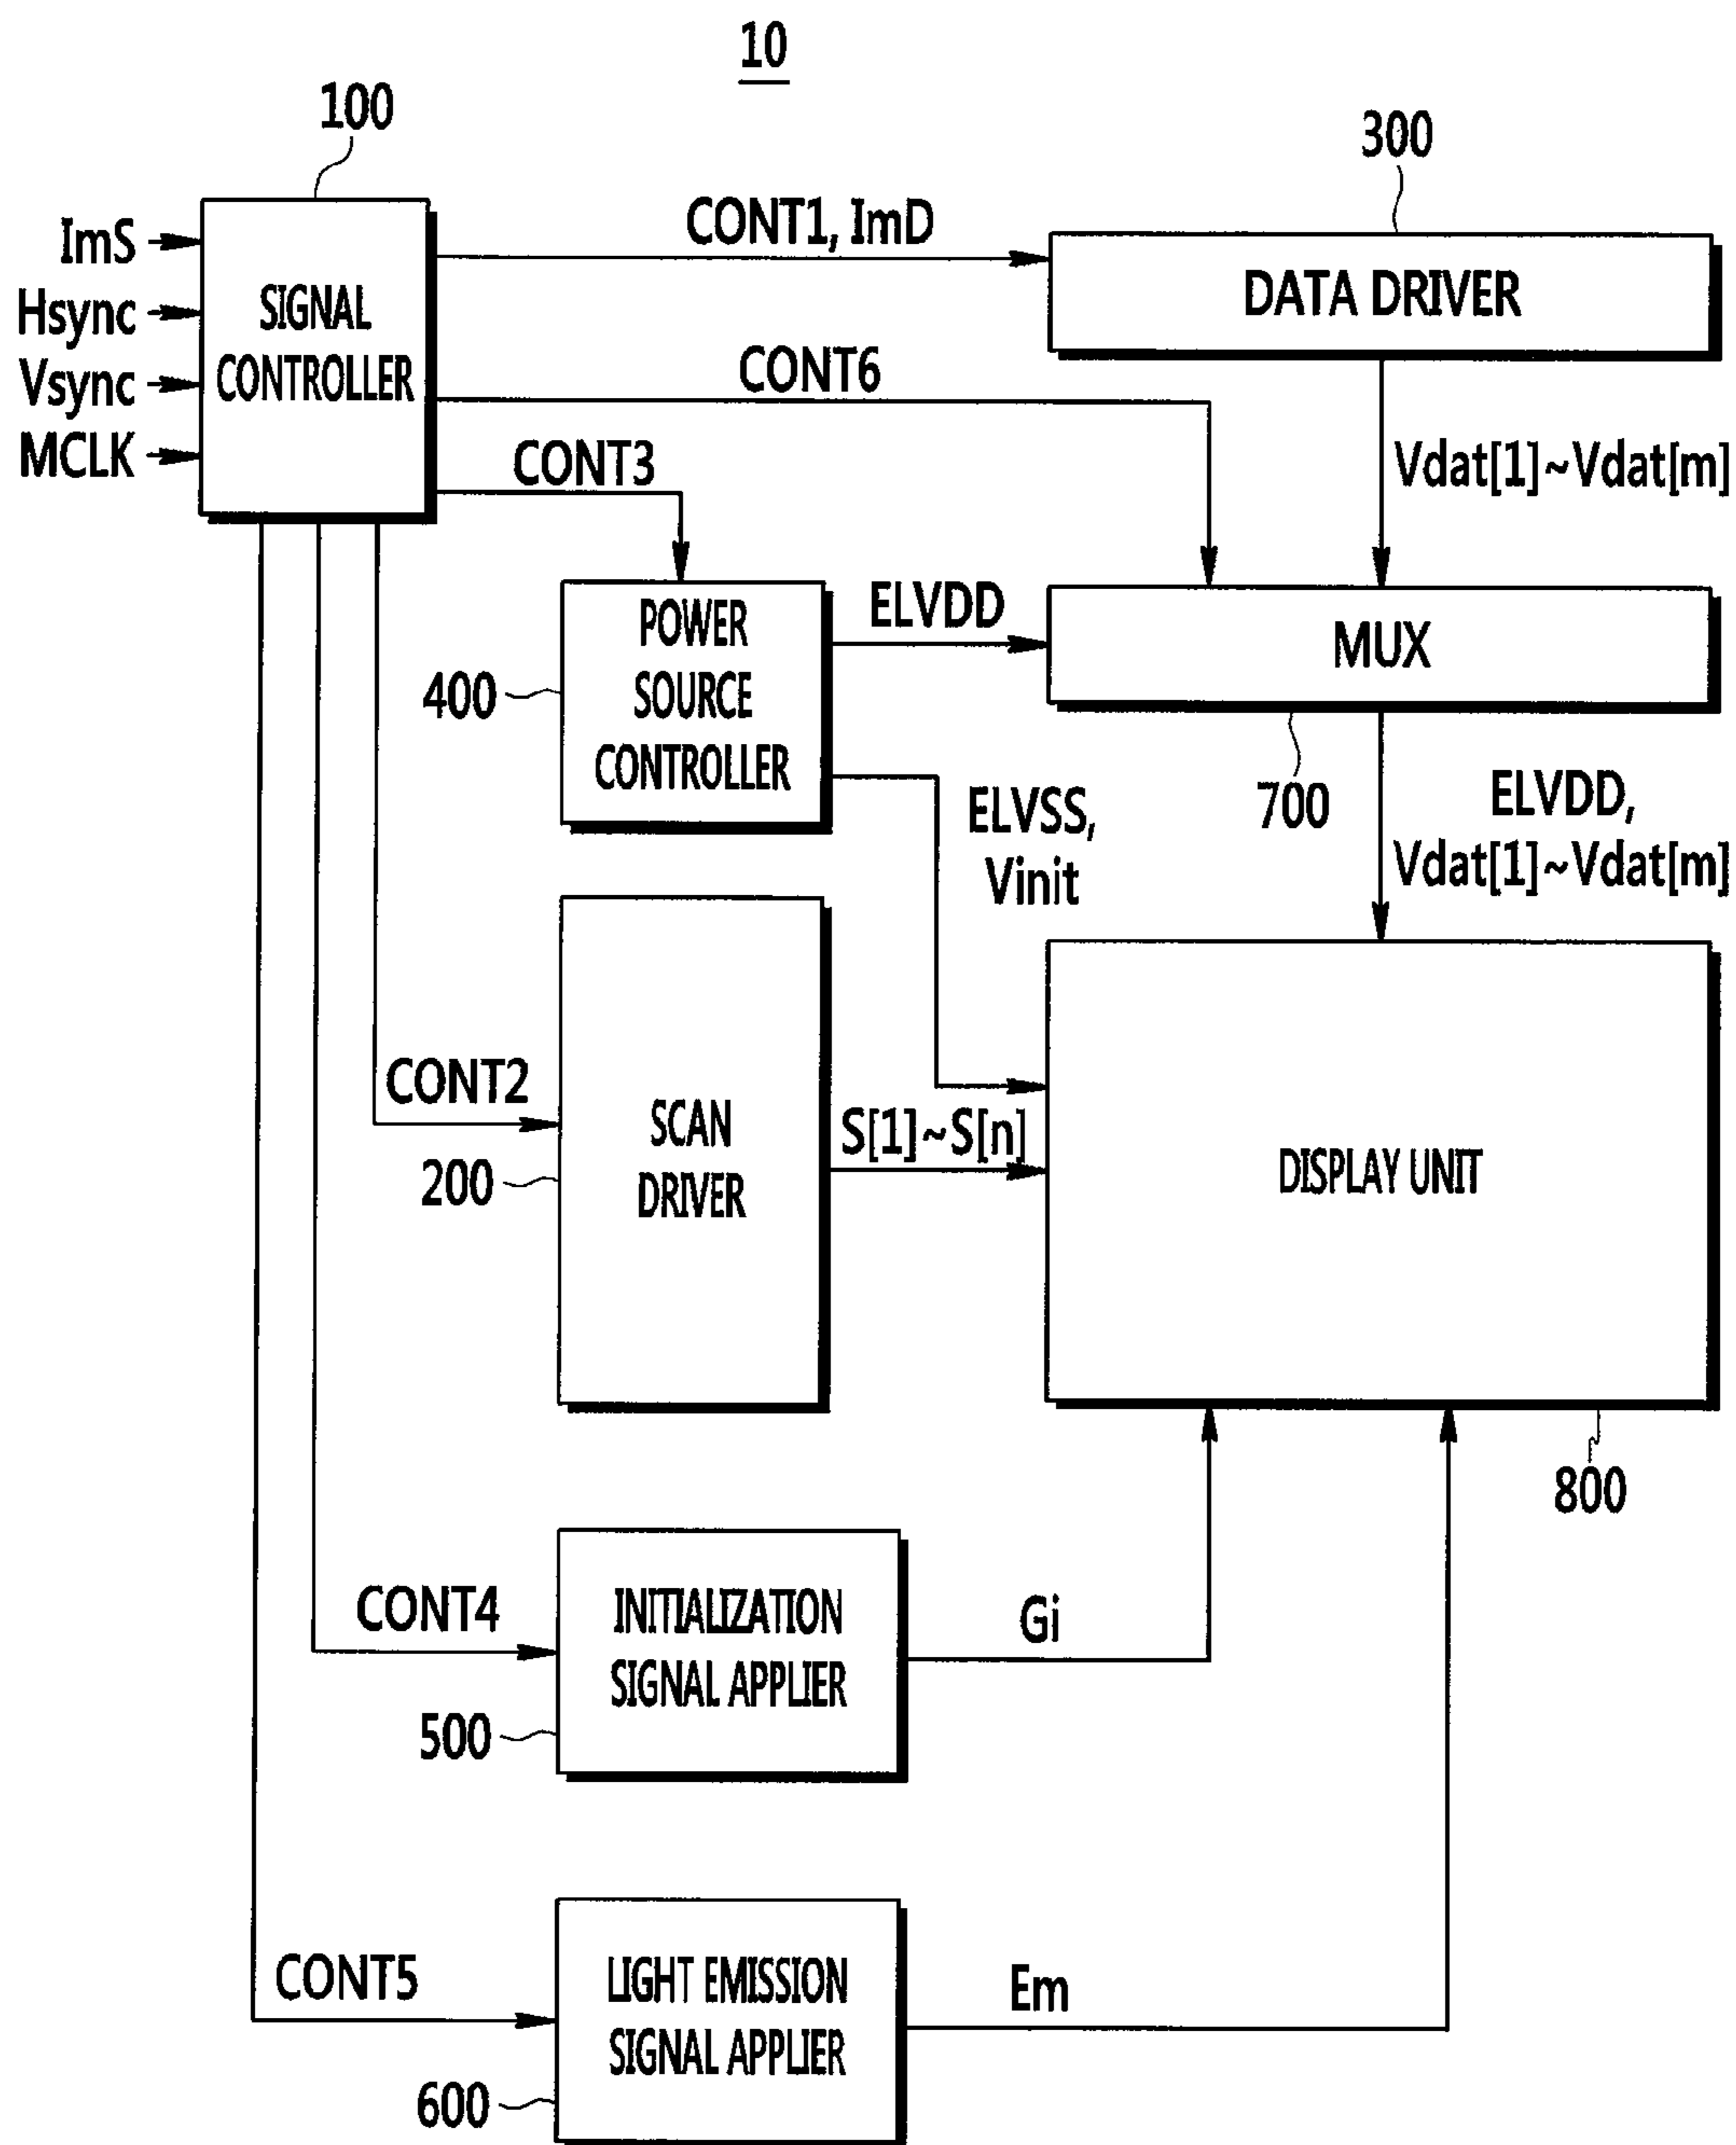 10
100
300
ImS
Hsync
Vsync
MCLK
SIGNAL
CONTROLLER
CONT1, ImD
DATA DRIVER
CONT6
CONT3
Vdat[1]~Vdat[m]
POWER
SOURCE
CONTROLLER
400
ELVDD
MUX
700
ELVSS,
Vinit
ELVDD,
Vdat[1]~Vdat[m]
CONT2
SCAN
DRIVER
200
S[1]~S[n]
DISPLAY UNIT
800
CONT4
INITIALIZATION
SIGNAL APPLIER
500
Gi
CONT5
LIGHT EMISSION
SIGNAL APPLIER
600
Em